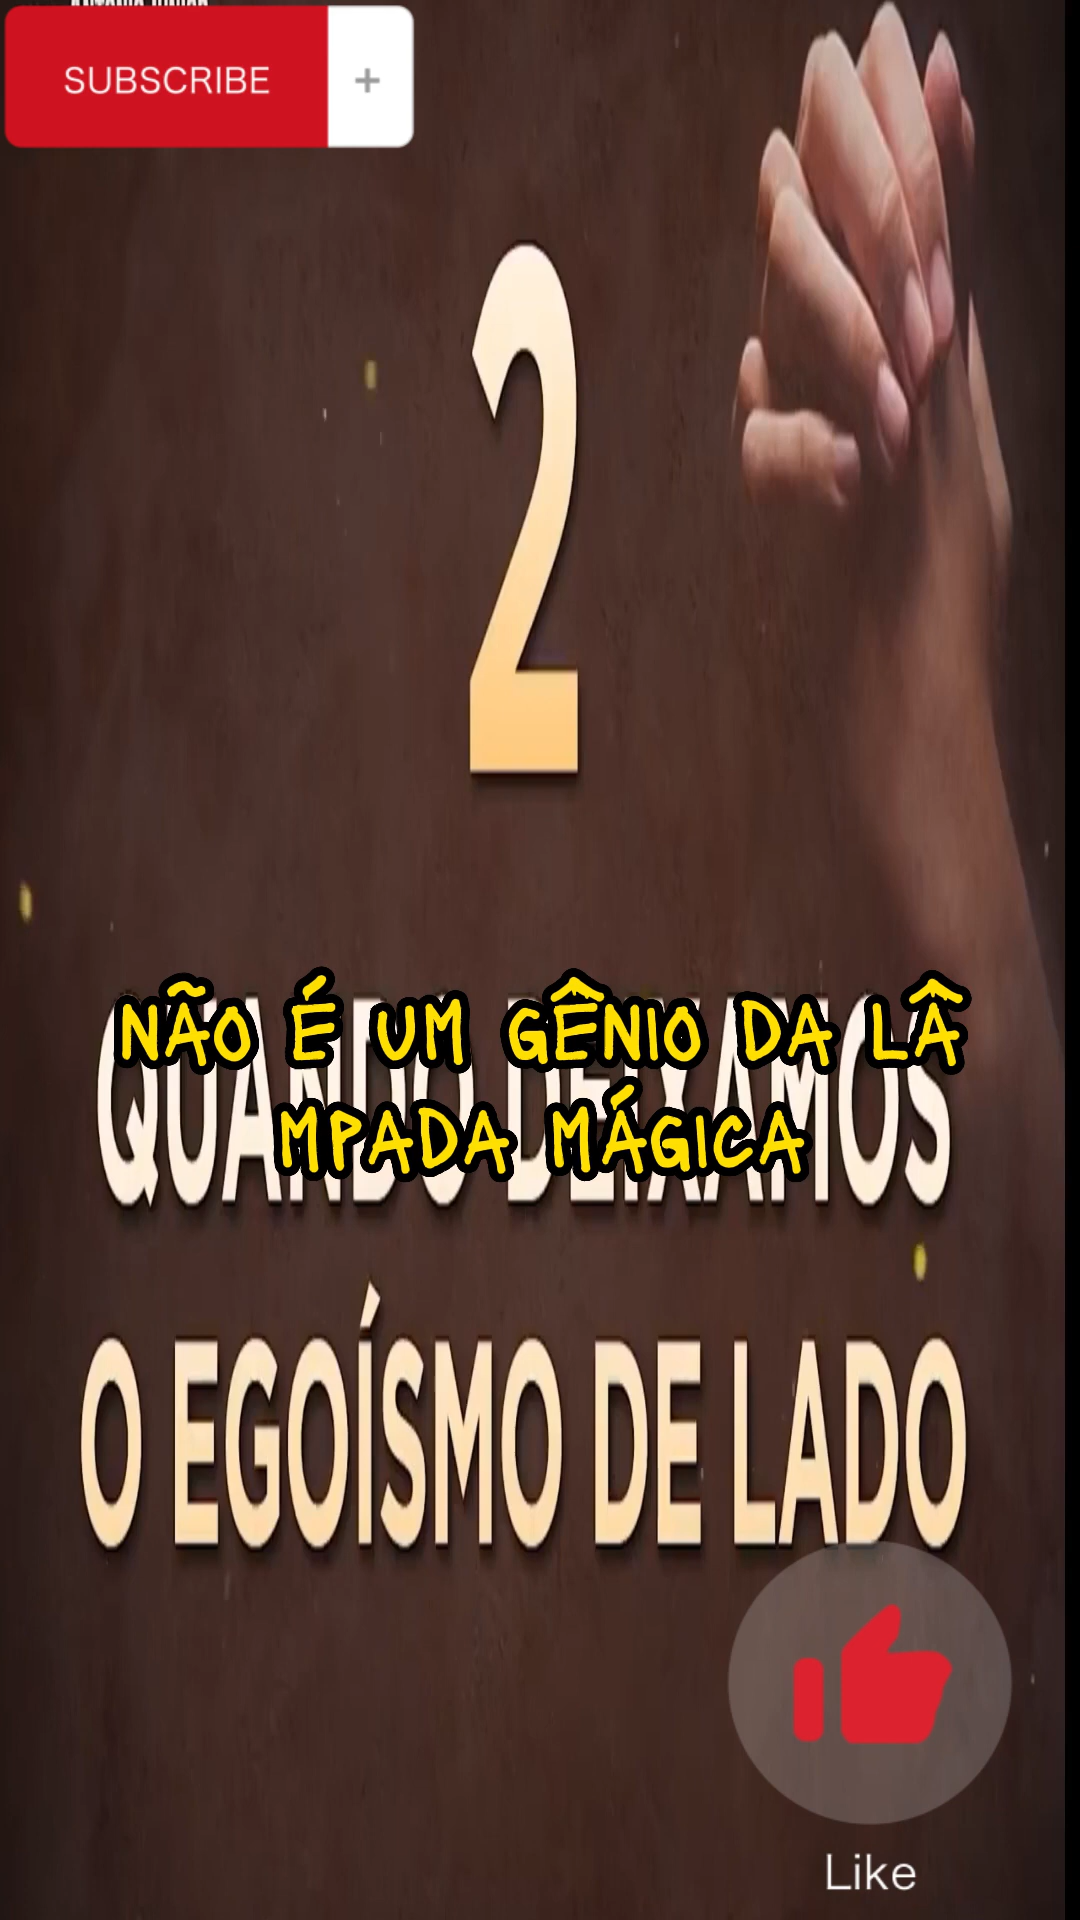 SUBSCRIBE +
2
NÃO É UM GÊNIO DA LÂ
MPADA MÁGICA
QUANDO DEIXAMOS
O EGOÍSMO DE LADO
Like